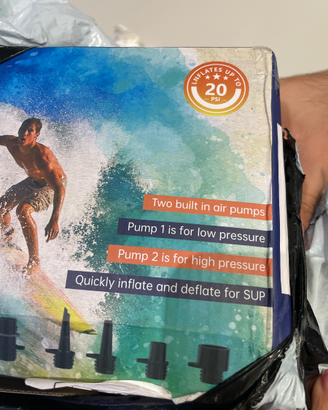 INFLATES UP TO
20
PSI
Two built in air pumps
Pump 1 is for low pressure
Pump 2 is for high pressure
Quickly inflate and deflate for SUP